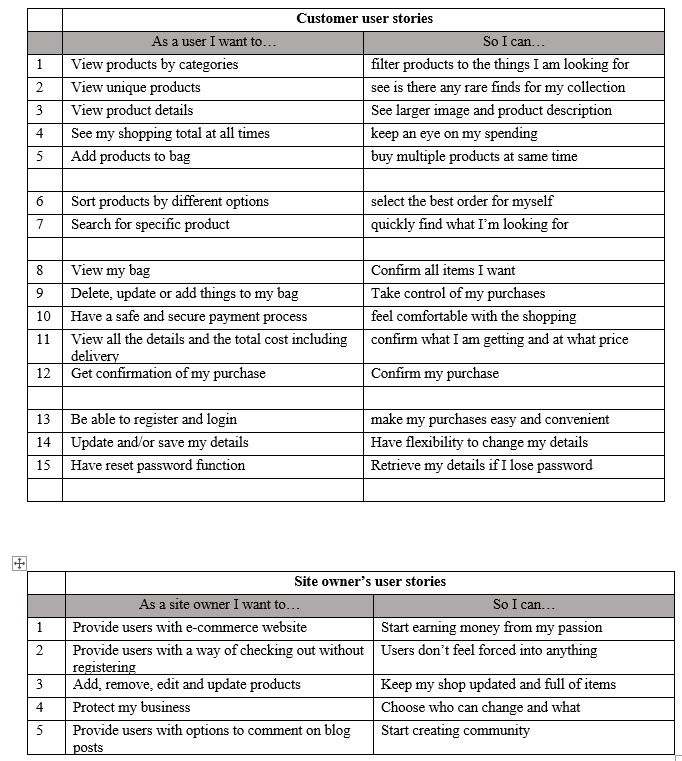 Customer user stories
As a user I want to… So I can…
1 View products by categories filter products to the things I am looking for
2 View unique products see is there any rare finds for my collection
3 View product details See larger image and product description
4 See my shopping total at all times keep an eye on my spending
5 Add products to bag buy multiple products at same time
6 Sort products by different options select the best order for myself
7 Search for specific product quickly find what I'm looking for
8 View my bag Confirm all items I want
9 Delete, update or add things to my bag Take control of my purchases
10 Have a safe and secure payment process feel comfortable with the shopping
11 View all the details and the total cost including confirm what I am getting and at what price
delivery
12 Get confirmation of my purchase Confirm my purchase
13 Be able to register and login make my purchases easy and convenient
14 Update and/or save my details Have flexibility to change my details
15 Have reset password function Retrieve my details if I lose password
Site owner's user stories
As a site owner I want to… So I can…
1 Provide users with e-commerce website Start earning money from my passion
2 Provide users with a way of checking out without Users don't feel forced into anything
registering
3 Add, remove, edit and update products Keep my shop updated and full of items
4 Protect my business Choose who can change and what
5 Provide users with options to comment on blog Start creating community
posts